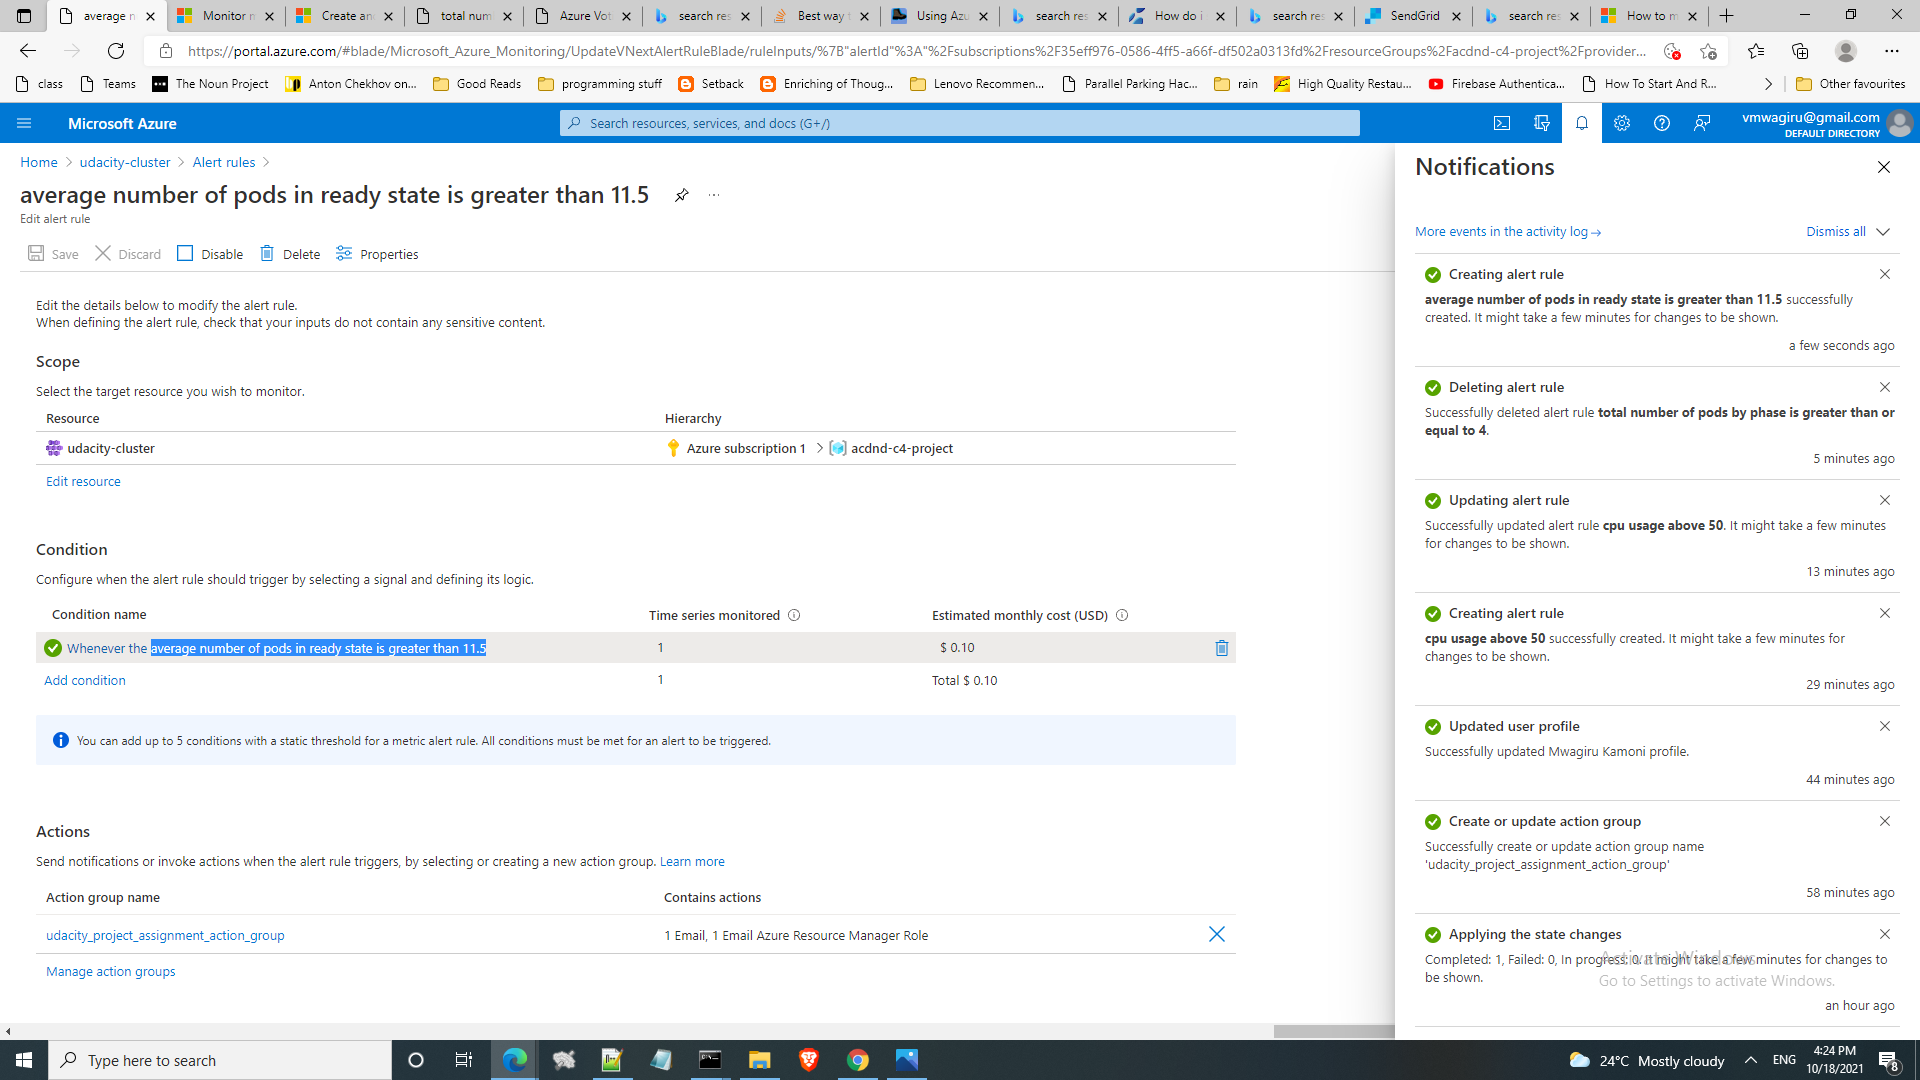 average n
Monitor n
Create an
total num
Azure Vot
search res
Best way t
Using Azu
search res
How do i
search res
SendGrid
search res
How to m
https://portal.azure.com/#blade/Microsoft_Azure_Monitoring/UpdateVNextAlertRuleBlade/ruleInputs/%7B"alertId"%3A"%2Fsubscriptions%2F35eff976-0586-4ff5-a66f-df502a0313fd%2FresourceGroups%2Facdnd-c4-project%2Fprovider...
class
Teams
The Noun Project
Anton Chekhov on...
Good Reads
programming stuff
Setback
Enriching of Thoug...
Lenovo Recommen...
Parallel Parking Hac...
rain
High Quality Restau...
Firebase Authentica...
How To Start And R...
Other favourites
Microsoft Azure
Search resources, services, and docs (G+/)
vmwagiru@gmail.com
DEFAULT DIRECTORY
Home > udacity-cluster > Alert rules >
average number of pods in ready state is greater than 11.5
Edit alert rule
Save
Discard
Disable
Delete
Properties
Edit the details below to modify the alert rule.
When defining the alert rule, check that your inputs do not contain any sensitive content.
Scope
Select the target resource you wish to monitor.
Resource
Hierarchy
udacity-cluster
Azure subscription 1 > acdnd-c4-project
Edit resource
Condition
Configure when the alert rule should trigger by selecting a signal and defining its logic.
Condition name
Time series monitored
Estimated monthly cost (USD)
Whenever the average number of pods in ready state is greater than 11.5
1
$ 0.10
Add condition
1
Total $ 0.10
You can add up to 5 conditions with a static threshold for a metric alert rule. All conditions must be met for an alert to be triggered.
Actions
Send notifications or invoke actions when the alert rule triggers, by selecting or creating a new action group. Learn more
Action group name
Contains actions
udacity_project_assignment_action_group
1 Email, 1 Email Azure Resource Manager Role
Manage action groups
Notifications
More events in the activity log →
Dismiss all
Creating alert rule
average number of pods in ready state is greater than 11.5 successfully
created. It might take a few minutes for changes to be shown.
a few seconds ago
Deleting alert rule
Successfully deleted alert rule total number of pods by phase is greater than or
equal to 4.
5 minutes ago
Updating alert rule
Successfully updated alert rule cpu usage above 50. It might take a few minutes
for changes to be shown.
13 minutes ago
Creating alert rule
cpu usage above 50 successfully created. It might take a few minutes for
changes to be shown.
29 minutes ago
Updated user profile
Successfully updated Mwagiru Kamoni profile.
44 minutes ago
Create or update action group
Successfully create or update action group name
'udacity_project_assignment_action_group'
58 minutes ago
Applying the state changes
Completed: 1, Failed: 0, In progress: 0. It might take a few minutes for changes to
be shown.
an hour ago
Activate Windows
Go to Settings to activate Windows.
Type here to search
24°C Mostly cloudy
ENG
4:24 PM
10/18/2021
8